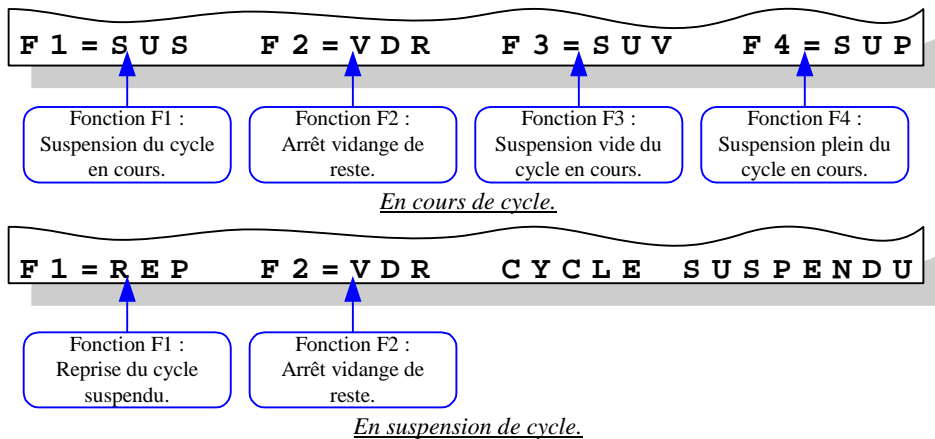 F1=SUS F2=VDR F3=SUV F4=SUP
Fonction F1 :
Suspension du cycle
en cours.
Fonction F2 :
Arrêt vidange de
reste.
Fonction F3 :
Suspension vide du
cycle en cours.
Fonction F4 :
Suspension plein du
cycle en cours.
En cours de cycle.
F1=REP F2=VDR CYCLE SUSPENDU
Fonction F1 :
Reprise du cycle
suspendu.
Fonction F2 :
Arrêt vidange de
reste.
En suspension de cycle.